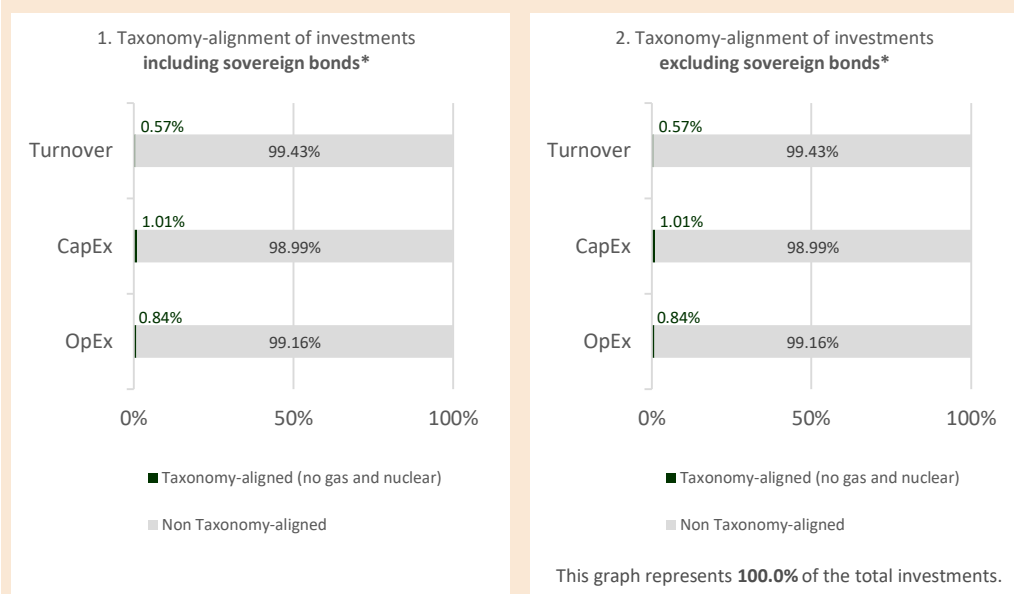 1. Taxonomy-alignment of investments
including sovereign bonds*
0.57%
Turnover
99.43%
1.01%
CapEx
98.99%
0.84%
OpEx
99.16%
0%
50%
100%
Taxonomy-aligned (no gas and nuclear)
Non Taxonomy-aligned
2. Taxonomy-alignment of investments
excluding sovereign bonds*
0.57%
Turnover
99.43%
1.01%
CapEx
98.99%
0.84%
OpEx
99.16%
0%
50%
100%
Taxonomy-aligned (no gas and nuclear)
Non Taxonomy-aligned
This graph represents 100.0% of the total investments.